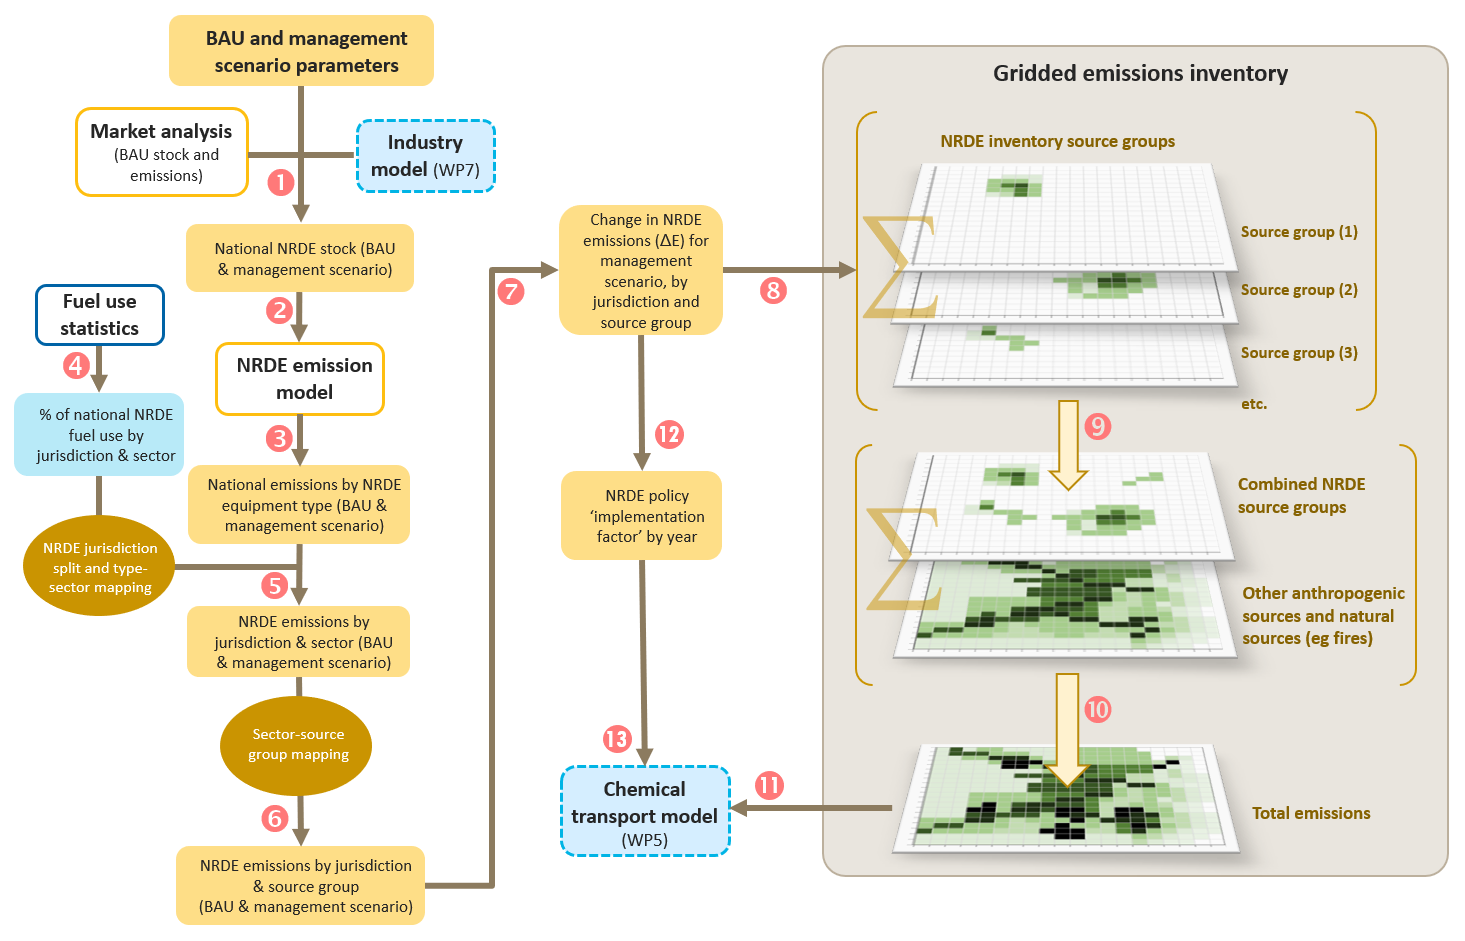 BAU and management
scenario parameters
Market analysis
(BAU stock and
emissions)
Industry
model (WP7)
1
National NRDE stock (BAU
& management scenario)
2
Fuel use
statistics
4
NRDE emission
model
% of national NRDE
fuel use by
jurisdiction & sector
3
National emissions by NRDE
equipment type (BAU &
management scenario)
NRDE jurisdiction
split and type-
sector mapping
5
NRDE emissions by
jurisdiction & sector (BAU
& management scenario)
Sector-source
group mapping
6
NRDE emissions by jurisdiction
& source group
(BAU & management scenario)
7
Change in NRDE
emissions (ΔE) for
management
scenario, by
jurisdiction and
source group
8
12
NRDE policy
‘implementation
factor’ by year
13
Chemical
transport model
(WP5)
11
Gridded emissions inventory
NRDE inventory source groups
∑
Source group (1)
Source group (2)
Source group (3)
etc.
9
∑
Combined NRDE
source groups
Other anthropogenic
sources and natural
sources (eg fires)
10
Total emissions